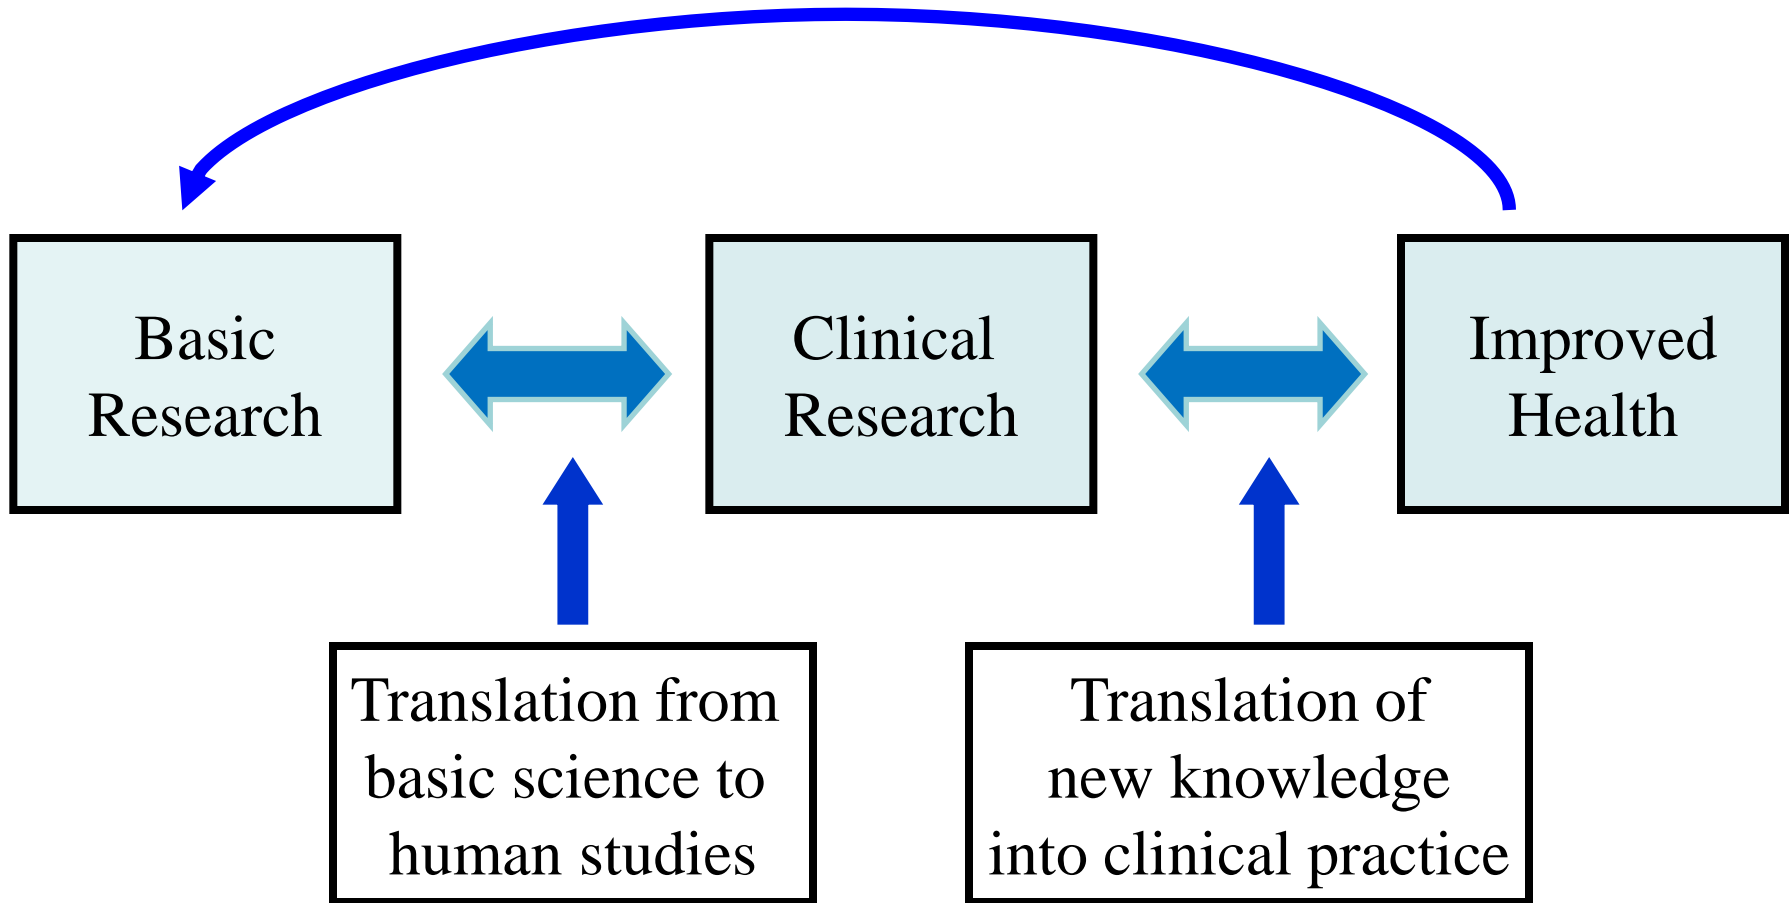 Basic
Research
Clinical
Research
Improved
Health
Translation from
basic science to
human studies
Translation of
new knowledge
into clinical practice